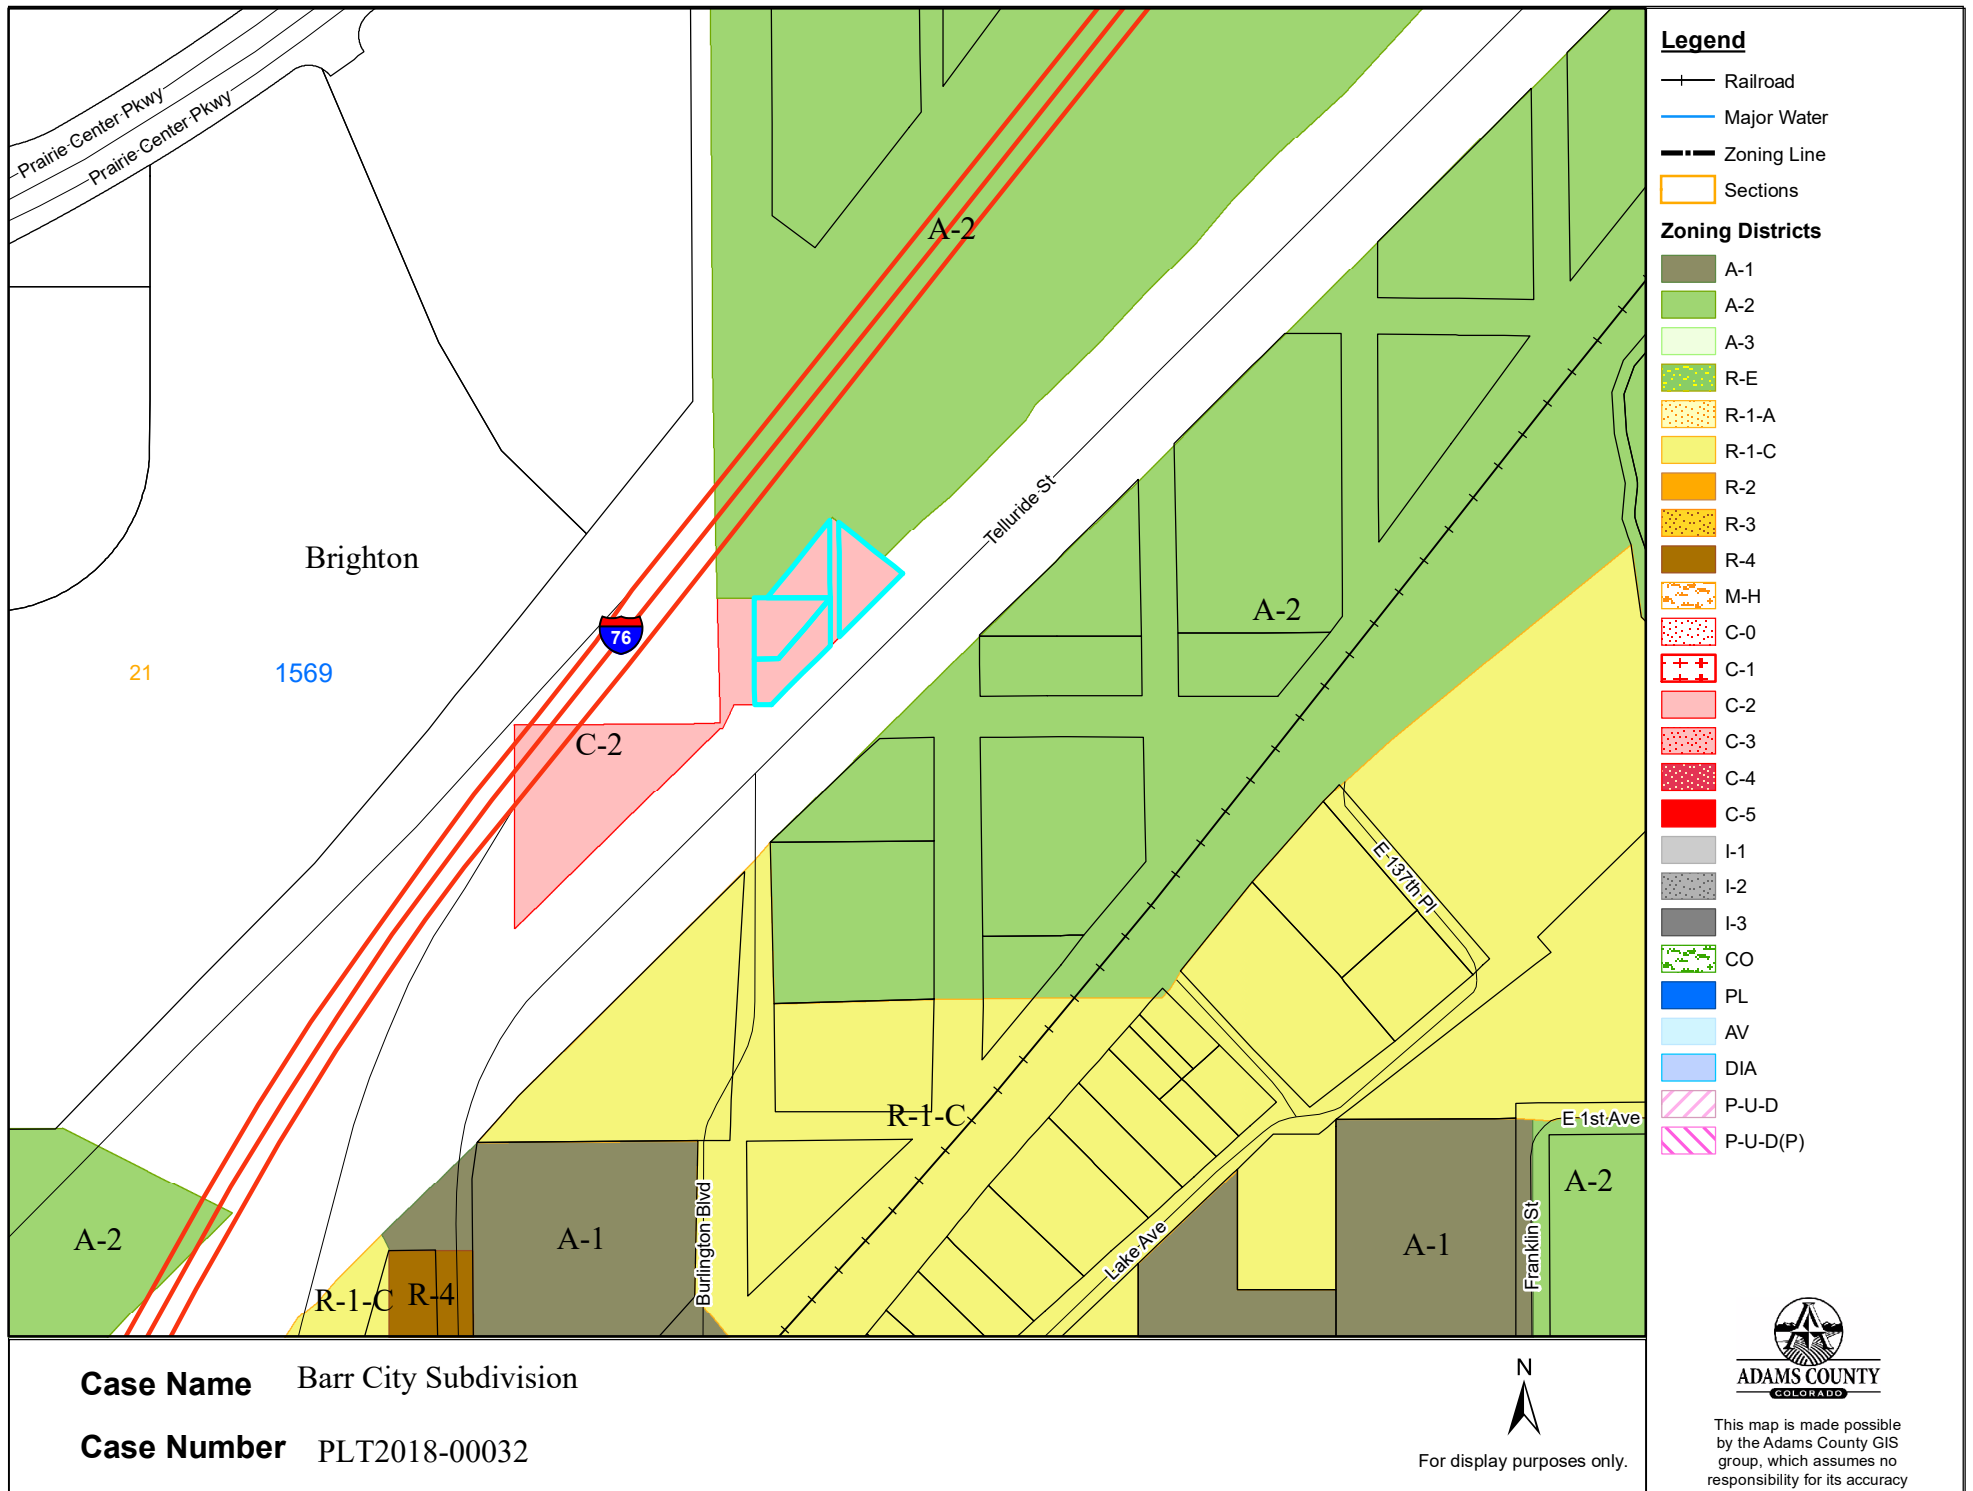 Prairie Center Pkwy
Prairie Center Pkwy
A-2
Telluride St
Brighton
76
A-2
21
1569
C-2
E 137th Pl
R-1-C
E 1st Ave
A-2
A-2
A-1
Burlington Blvd
Lake Ave
A-1
Franklin St
R-1-C
R-4
Legend
Railroad
Major Water
Zoning Line
Sections
Zoning Districts
A-1
A-2
A-3
R-E
R-1-A
R-1-C
R-2
R-3
R-4
M-H
C-0
C-1
C-2
C-3
C-4
C-5
I-1
I-2
I-3
CO
PL
AV
DIA
P-U-D
P-U-D(P)
Case Name Barr City Subdivision
Case Number PLT2018-00032
N
For display purposes only.
A
ADAMS COUNTY
COLORADO
This map is made possible
by the Adams County GIS
group, which assumes no
responsibility for its accuracy